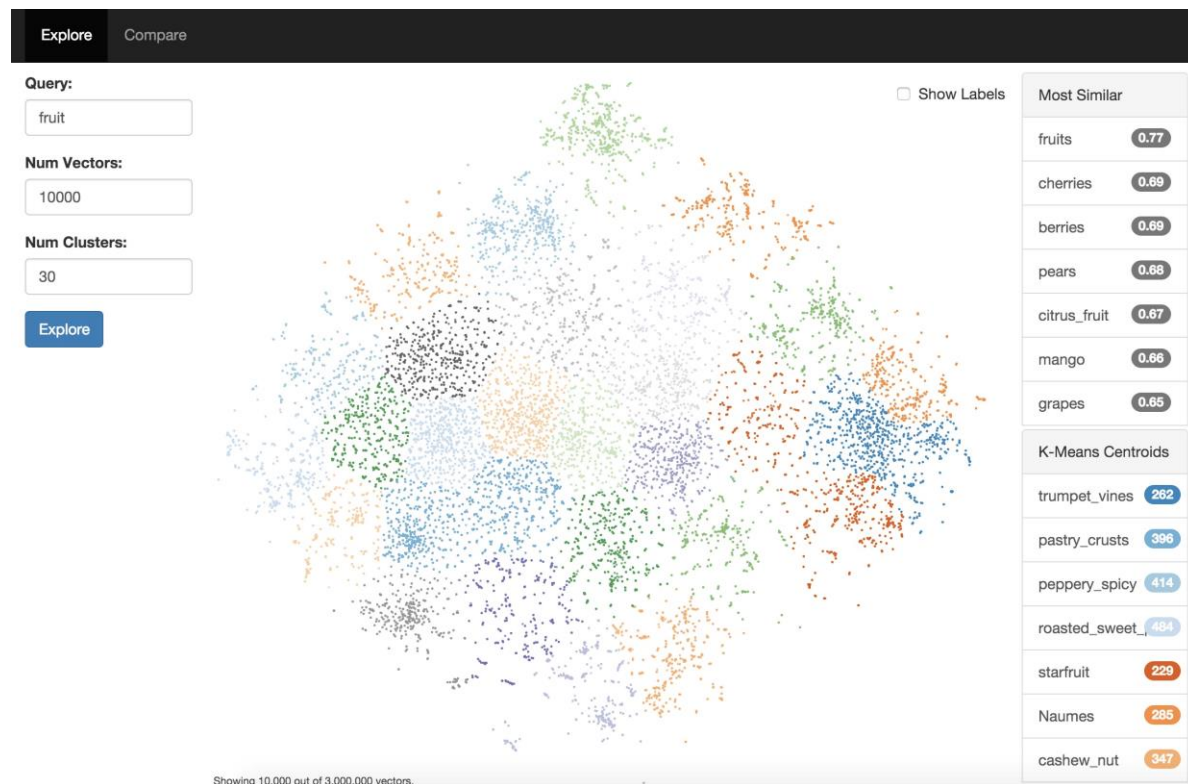 Explore Compare
Query:
fruit
Num Vectors:
10000
Num Clusters:
30
Explore
Show Labels
Most Similar
fruits 0.77
cherries 0.69
berries 0.69
pears 0.68
citrus_fruit 0.67
mango 0.66
grapes 0.65
K-Means Centroids
trumpet_vines 262
pastry_crusts 396
peppery_spicy 414
roasted_sweet_ 484
starfruit 229
Naumes 285
cashew_nut 347
Showing 10,000 out of 3,000,000 vectors.